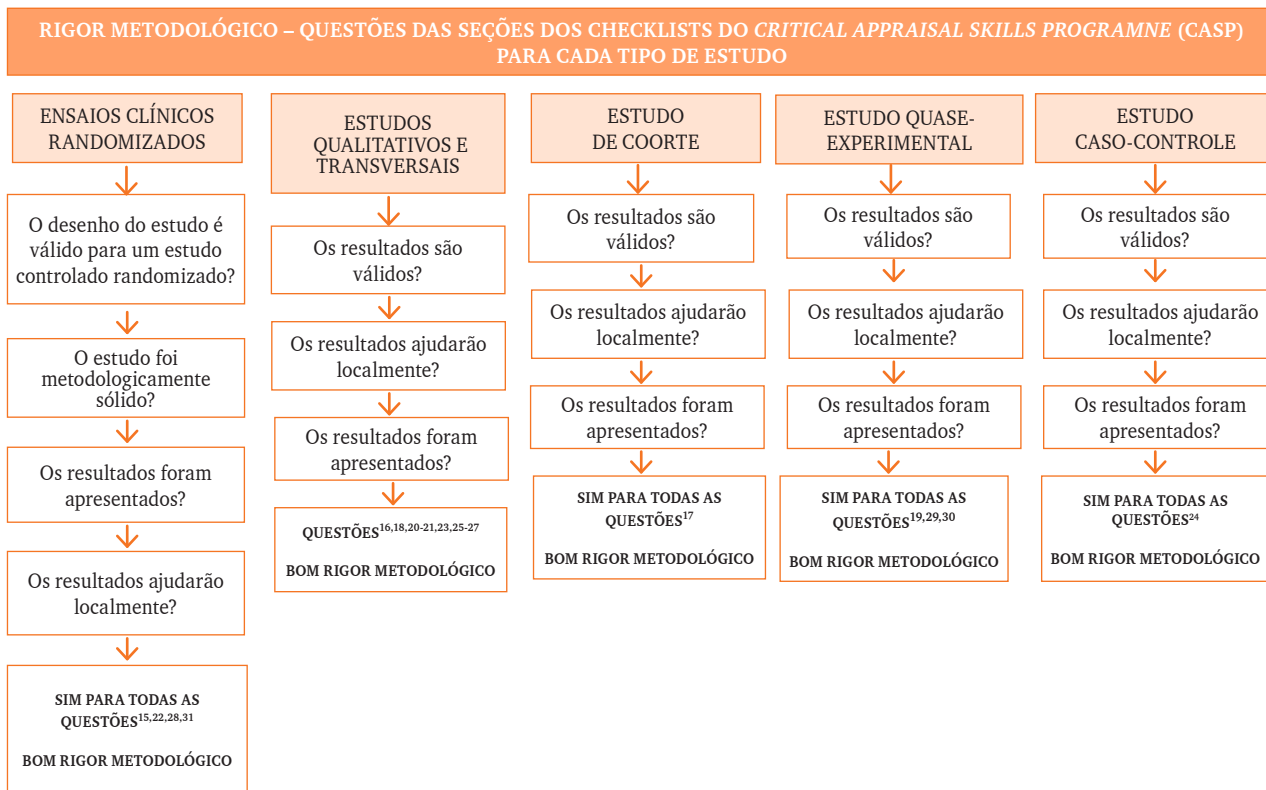 RIGOR METODOLÓGICO – QUESTÕES DAS SEÇÕES DOS CHECKLISTS DO CRITICAL APPRAISAL SKILLS PROGRAMNE (CASP)
PARA CADA TIPO DE ESTUDO
ENSAIOS CLÍNICOS
RANDOMIZADOS
O desenho do estudo é
válido para um estudo
controlado randomizado?
O estudo foi
metodologicamente
sólido?
Os resultados foram
apresentados?
Os resultados ajudarão
localmente?
SIM PARA TODAS AS
QUESTÕES15,22,28,31
BOM RIGOR METODOLÓGICO
ESTUDOS
QUALITATIVOS E
TRANSVERSAIS
Os resultados são
válidos?
Os resultados ajudarão
localmente?
Os resultados foram
apresentados?
QUESTÕES16,18,20-21,23,25-27
BOM RIGOR METODOLÓGICO
ESTUDO
DE COORTE
Os resultados são
válidos?
Os resultados ajudarão
localmente?
Os resultados foram
apresentados?
SIM PARA TODAS AS
QUESTÕES17
BOM RIGOR METODOLÓGICO
ESTUDO QUASE-
EXPERIMENTAL
Os resultados são
válidos?
Os resultados ajudarão
localmente?
Os resultados foram
apresentados?
SIM PARA TODAS AS
QUESTÕES19,29,30
BOM RIGOR METODOLÓGICO
ESTUDO
CASO-CONTROLE
Os resultados são
válidos?
Os resultados ajudarão
localmente?
Os resultados foram
apresentados?
SIM PARA TODAS AS
QUESTÕES24
BOM RIGOR METODOLÓGICO